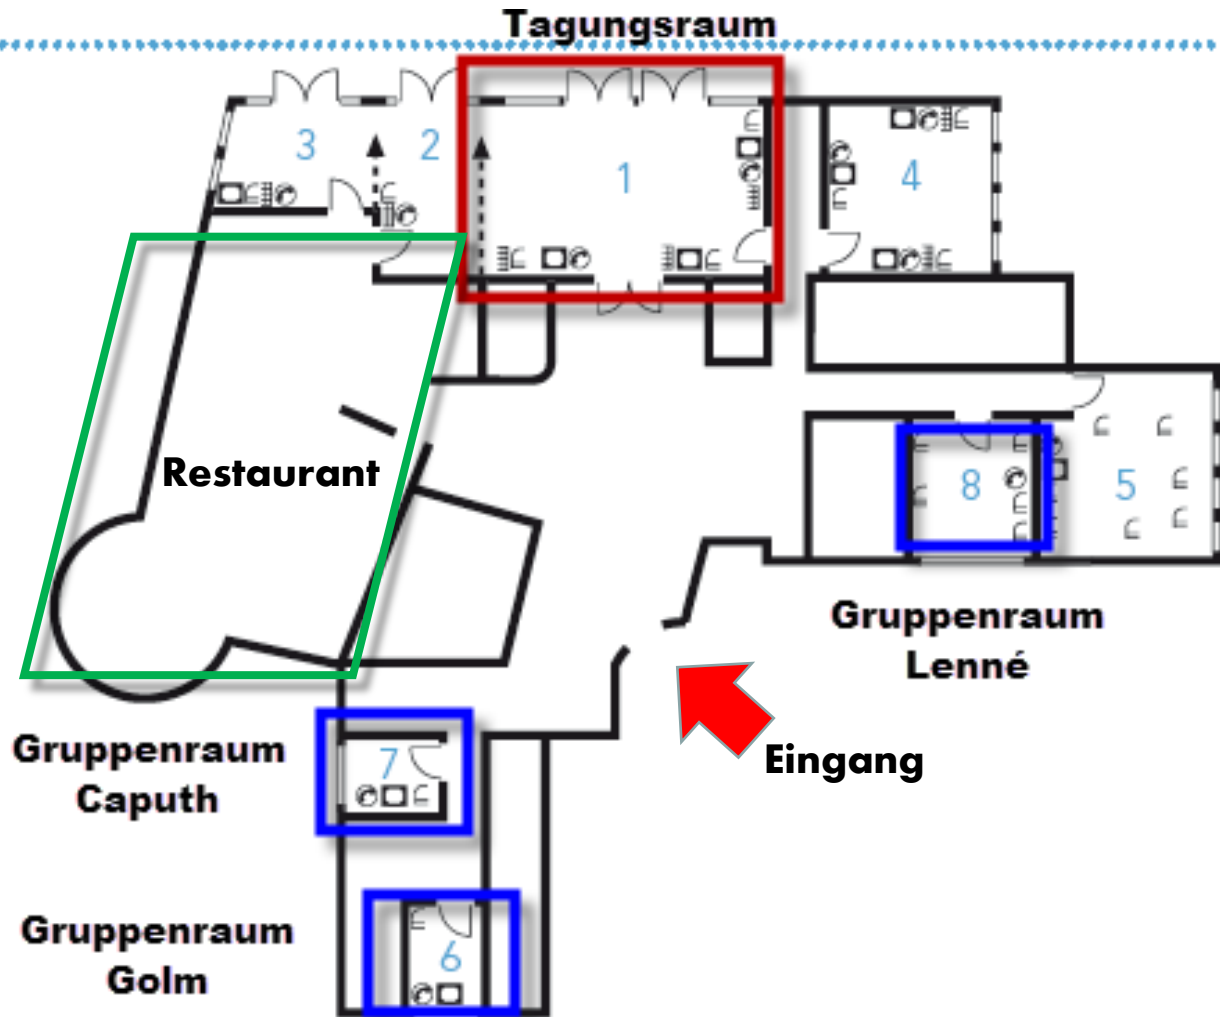 Tagungsraum
3
2
1
4
Restaurant
8
5
Gruppenraum
Lenné
Gruppenraum
Caputh
7
Eingang
Gruppenraum
Golm
6